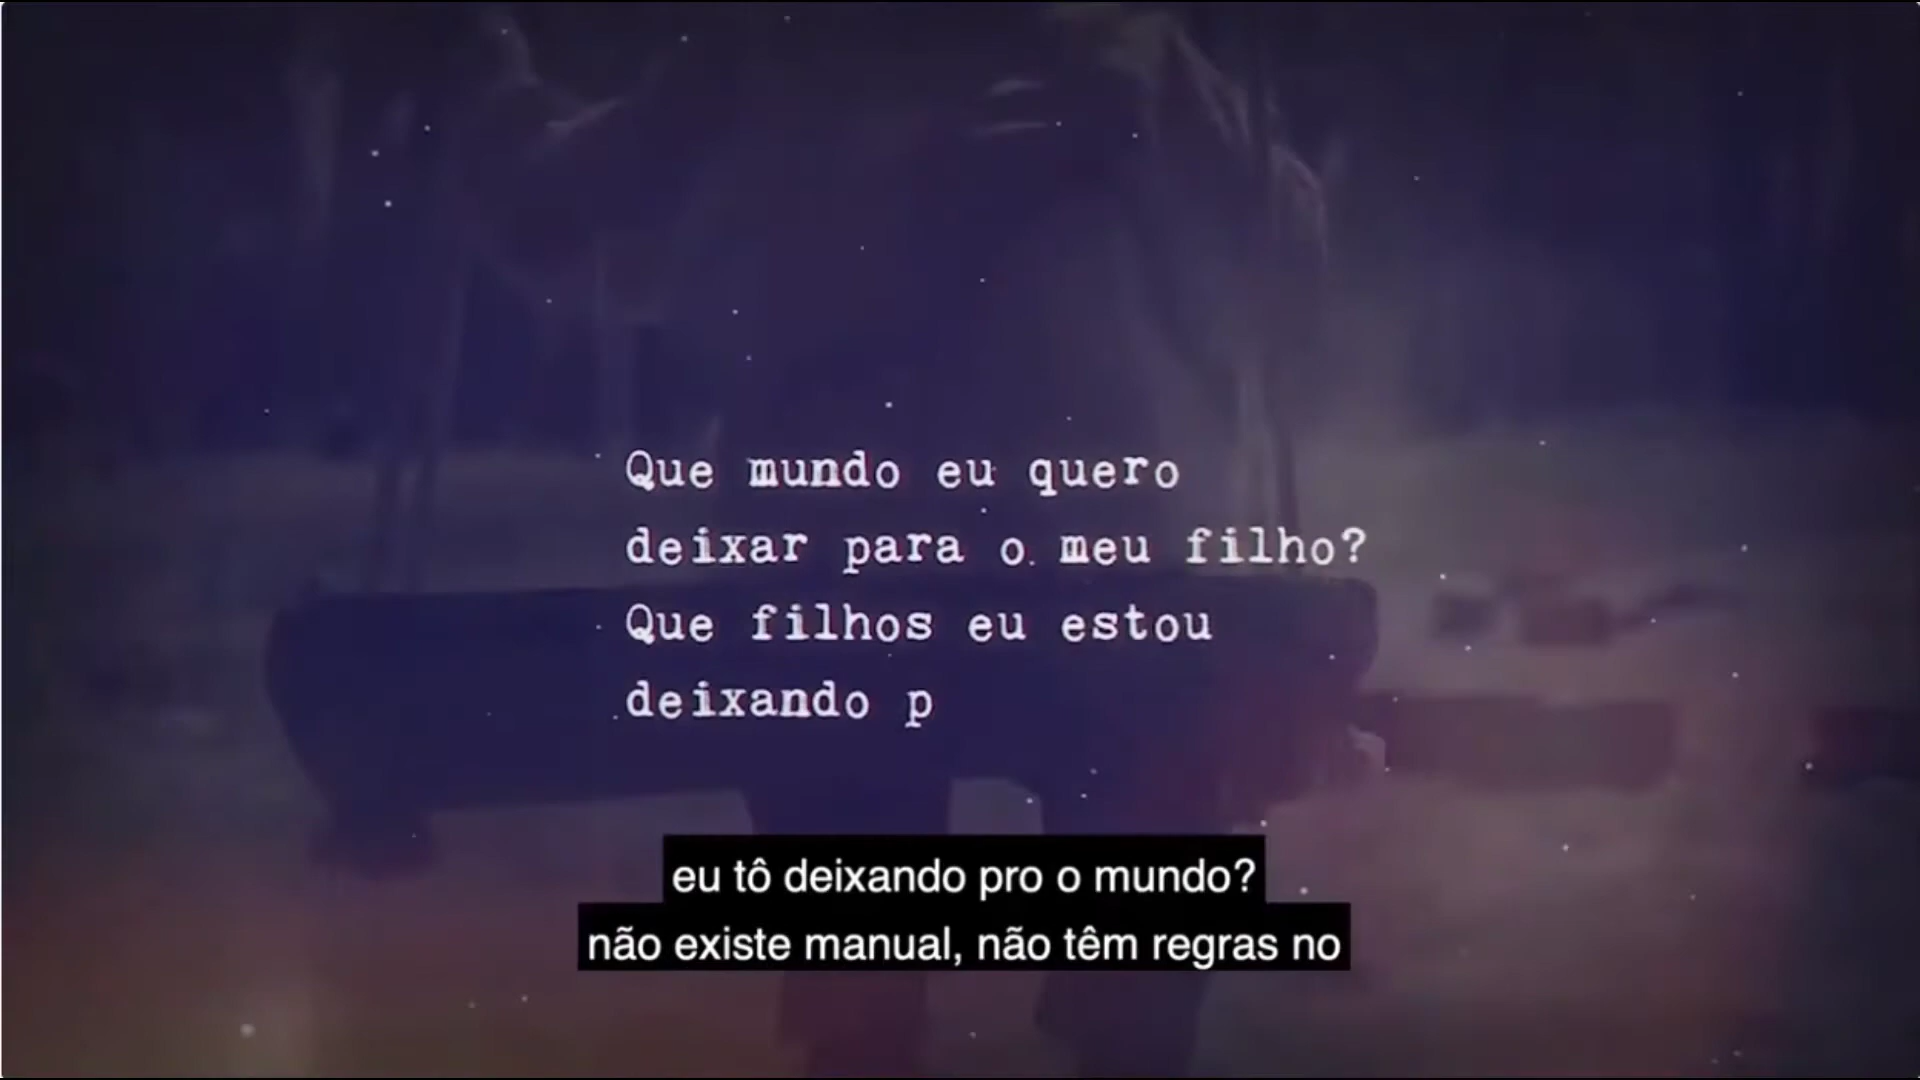 Que mundo eu quero
deixar para o meu filho?
Que filhos eu estou
deixando p
eu tô deixando pro o mundo?
não existe manual, não têm regras no